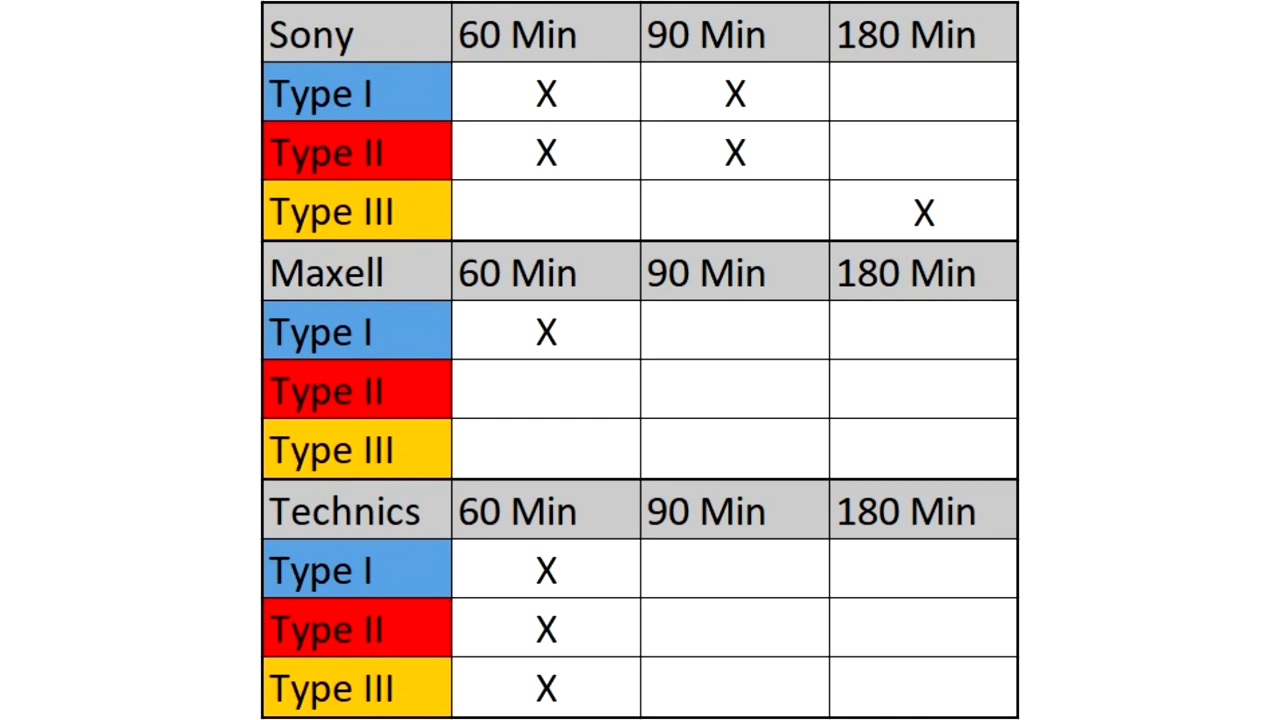 Sony 60 Min 90 Min 180 Min
Type I X X
Type II X X
Type III X
Maxell 60 Min 90 Min 180 Min
Type I X
Type II
Type III
Technics 60 Min 90 Min 180 Min
Type I X
Type II X
Type III X